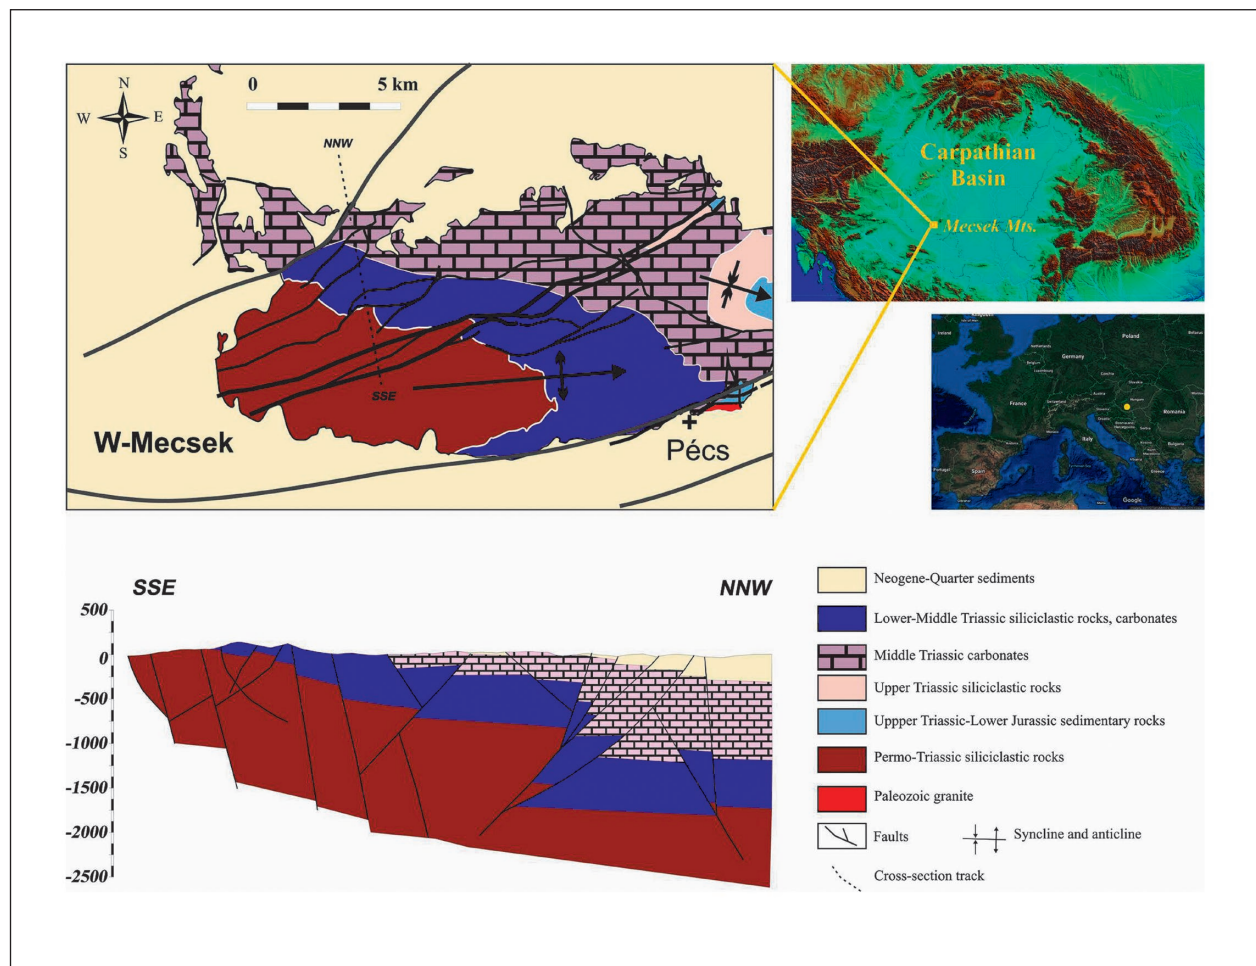 N
W E
S
0 5 km
NNW
SSE
W-Mecsek
Pécs
Carpathian
Basin
Mecsek Mts.
Poland
Germany
France
Romania
Italy
Spain
Google
SSE
NNW
500
0
-500
-1000
-1500
-2000
-2500
Neogene-Quarter sediments
Lower-Middle Triassic siliciclastic rocks, carbonates
Middle Triassic carbonates
Upper Triassic siliciclastic rocks
Uppper Triassic-Lower Jurassic sedimentary rocks
Permo-Triassic siliciclastic rocks
Paleozoic granite
Faults
Syncline and anticline
Cross-section track